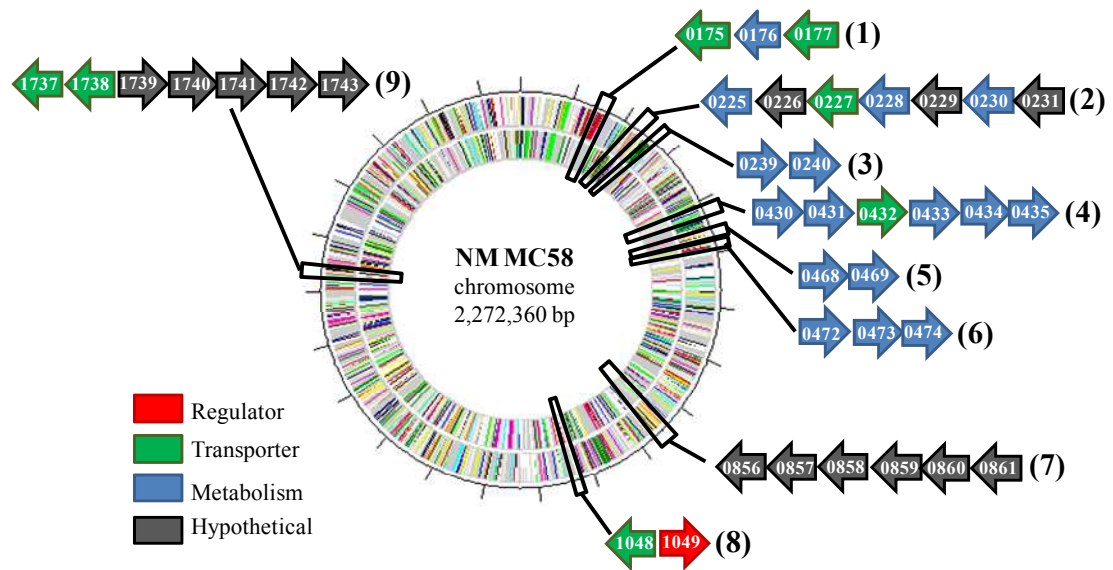 0175 0176 0177 (1)
1737 1738 1739 1740 1741 1742 1743 (9)
0225 0226 0227 0228 0229 0230 0231 (2)
0239 0240 (3)
0430 0431 0432 0433 0434 0435 (4)
NM MC58
chromosome
2,272,360 bp
0468 0469 (5)
0472 0473 0474 (6)
Regulator
Transporter
Metabolism
Hypothetical
0856 0857 0858 0859 0860 0861 (7)
1048 1049 (8)